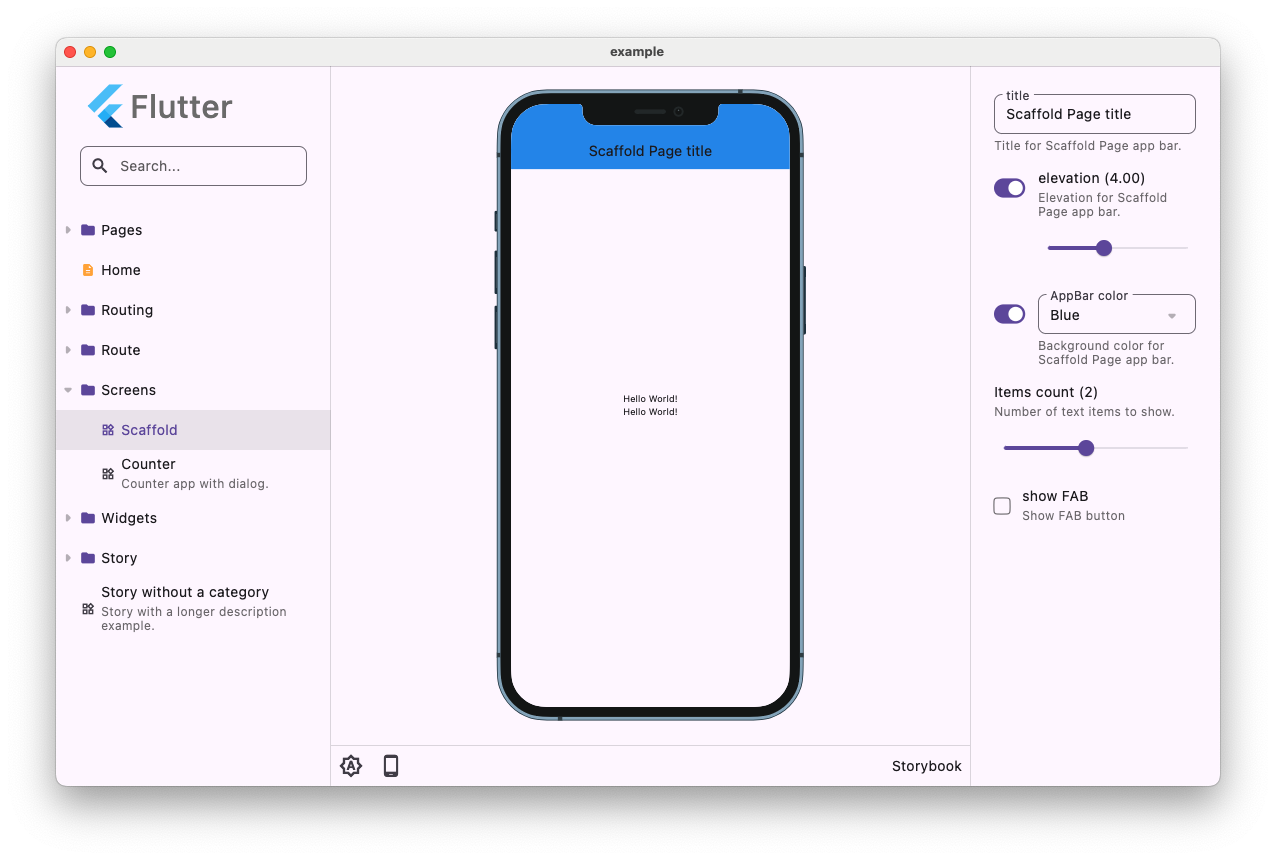 example
Flutter
Search...
Pages
Home
Routing
Route
Screens
Scaffold
Counter
Counter app with dialog.
Widgets
Story
Story without a category
Story with a longer description
example.
Scaffold Page title
Hello World!
Hello World!
A
Storybook
title
Scaffold Page title
Title for Scaffold Page app bar.
elevation (4.00)
Elevation for Scaffold
Page app bar.
AppBar color
Blue
Background color for
Scaffold Page app bar.
Items count (2)
Number of text items to show.
show FAB
Show FAB button